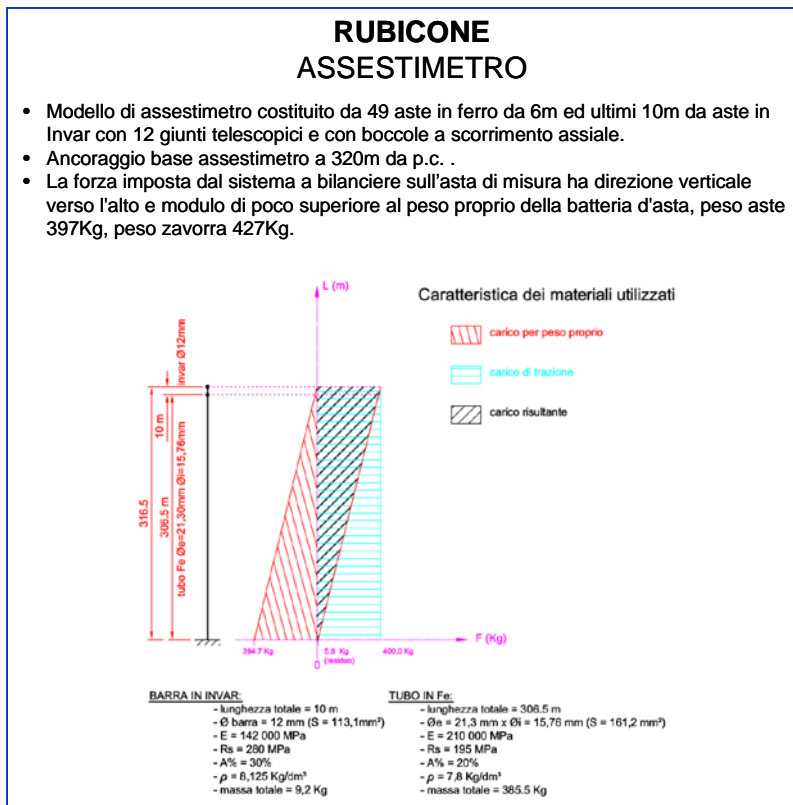 RUBICONE
ASSESTIMETRO
• Modello di assestimetro costituito da 49 aste in ferro da 6m ed ultimi 10m da aste in
Invar con 12 giunti telescopici e con boccole a scorrimento assiale.
• Ancoraggio base assestimetro a 320m da p.c. .
• La forza imposta dal sistema a bilanciere sull'asta di misura ha direzione verticale
verso l'alto e modulo di poco superiore al peso proprio della batteria d'asta, peso aste
397Kg, peso zavorra 427Kg.
L (m)
Caratteristica dei materiali utilizzati
carico per peso proprio
carico di trazione
carico risultante
invar Ø12mm
10 m
316.5
306.5 m
tubo Fe Øe=21,30mm Øi=15,76mm
F (Kg)
394.7 Kg
5.8 Kg
(residuo)
400.0 Kg
0
BARRA IN INVAR:
- lunghezza totale = 10 m
- Ø barra = 12 mm (S = 113,1mm²)
- E = 142 000 MPa
- Rs = 280 MPa
- A% = 30%
- ρ = 8,125 Kg/dm³
- massa totale = 9,2 Kg
TUBO IN Fe:
- lunghezza totale = 306.5 m
- Øe = 21,3 mm x Øi = 15,76 mm (S = 161,2 mm²)
- E = 210 000 MPa
- Rs = 195 MPa
- A% = 20%
- ρ = 7,8 Kg/dm³
- massa totale = 385.5 Kg